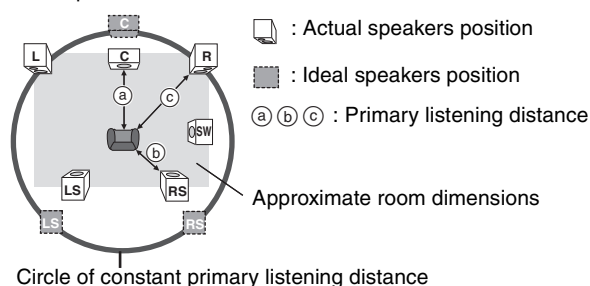 C
: Actual speakers position
L
C
R
: Ideal speakers position
a
c
a b c : Primary listening distance
SW
b
LS
RS
Approximate room dimensions
LS
RS
Circle of constant primary listening distance